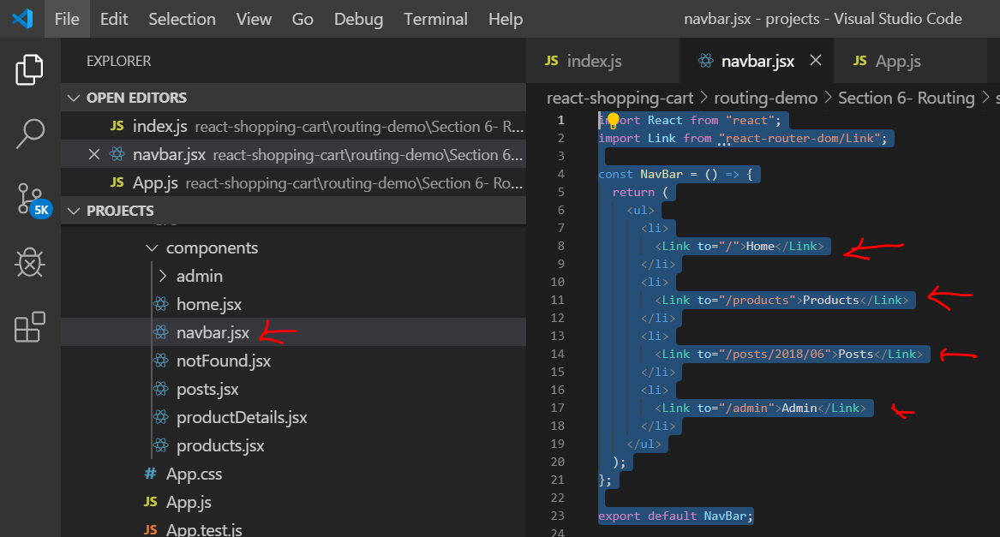 File Edit Selection View Go Debug Terminal Help navbar.jsx - projects - Visual Studio Code
EXPLORER
OPEN EDITORS
JS index.js react-shopping-cart\routing-demo\Section 6- R...
navbar.jsx react-shopping-cart\routing-demo\Section 6...
JS App.js react-shopping-cart\routing-demo\Section 6- Ro...
5K
PROJECTS
components
admin
home.jsx
navbar.jsx
notFound.jsx
posts.jsx
productDetails.jsx
products.jsx
# App.css
JS App.js
JS App.test.js
JS index.js navbar.jsx JS App.js
react-shopping-cart > routing-demo > Section 6- Routing >
1 import React from "react";
2 import Link from "react-router-dom/Link";
3
4 const NavBar = () => {
5 return (
6 <ul>
7 <li>
8 <Link to="/">Home</Link>
9 </li>
10 <li>
11 <Link to="/products">Products</Link>
12 </li>
13 <li>
14 <Link to="/posts/2018/06">Posts</Link>
15 </li>
16 <li>
17 <Link to="/admin">Admin</Link>
18 </li>
19 </ul>
20 );
21 };
22
23 export default NavBar;
24